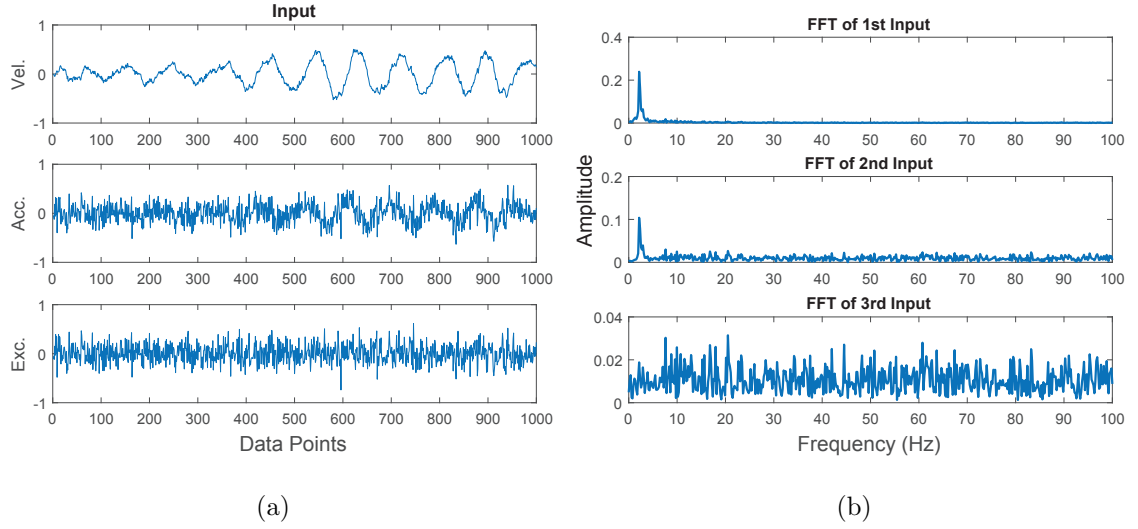 Input
Vel.
1
0
-1
0 100 200 300 400 500 600 700 800 900 1000
Acc.
1
0
-1
0 100 200 300 400 500 600 700 800 900 1000
Exc.
1
0
-1
0 100 200 300 400 500 600 700 800 900 1000
Data Points
(a)
FFT of 1st Input
0.4
0.2
0
0 10 20 30 40 50 60 70 80 90 100
FFT of 2nd Input
Amplitude
0.2
0.1
0
0 10 20 30 40 50 60 70 80 90 100
FFT of 3rd Input
0.04
0.02
0
0 10 20 30 40 50 60 70 80 90 100
Frequency (Hz)
(b)